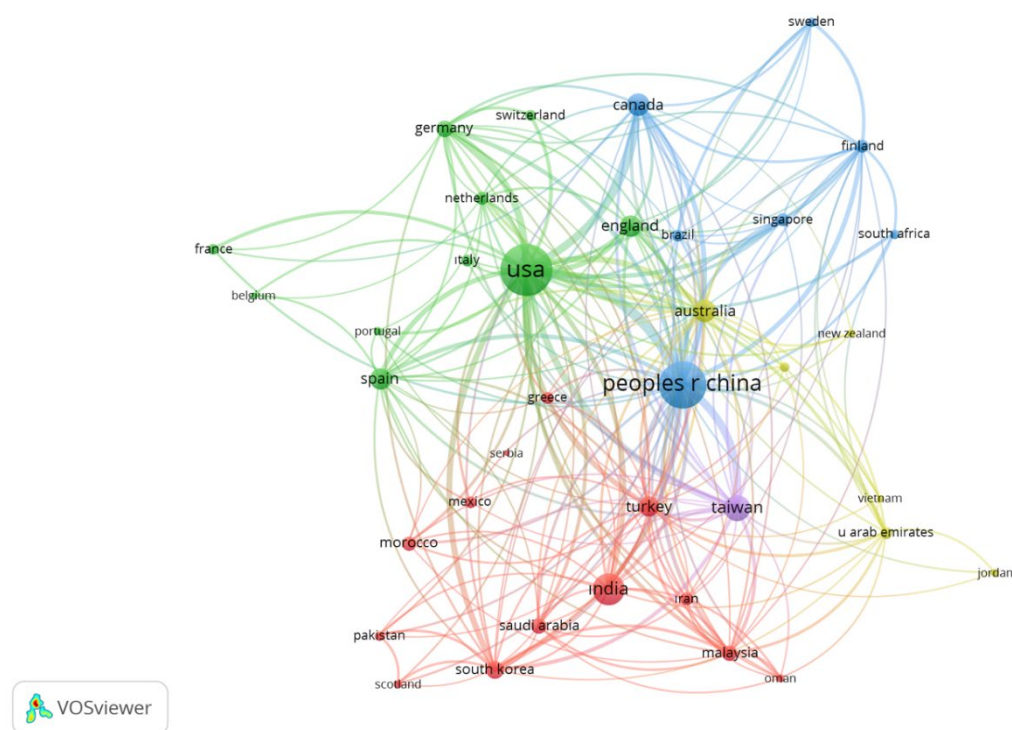 sweden
canada
switzerland
germany
finland
netherlands
singapore
england
brazil
south africa
france
italy
usa
belgium
australia
portugal
new zealand
spain
peoples r china
greece
serbia
mexico
vietnam
turkey
taiwan
u arab emirates
morocco
jordan
ındia
ıran
saudi arabia
pakistan
malaysia
south korea
oman
scotland
VOSviewer